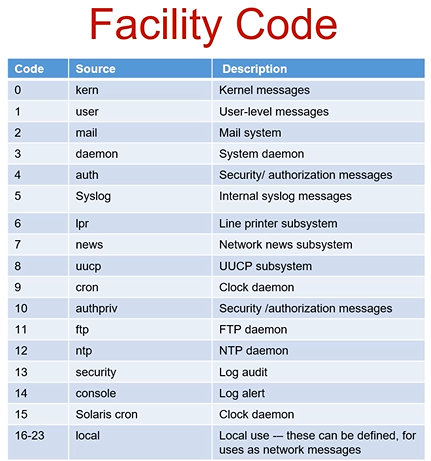 Facility Code
Code Source Description
0 kern Kernel messages
1 user User-level messages
2 mail Mail system
3 daemon System daemon
4 auth Security/ authorization messages
5 Syslog Internal syslog messages
6 lpr Line printer subsystem
7 news Network news subsystem
8 uucp UUCP subsystem
9 cron Clock daemon
10 authpriv Security /authorization messages
11 ftp FTP daemon
12 ntp NTP daemon
13 security Log audit
14 console Log alert
15 Solaris cron Clock daemon
16-23 local Local use -– these can be defined, for
uses as network messages